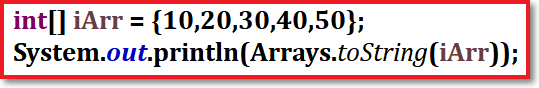 int[] iArr = {10,20,30,40,50};
System.out.println(Arrays.toString(iArr));